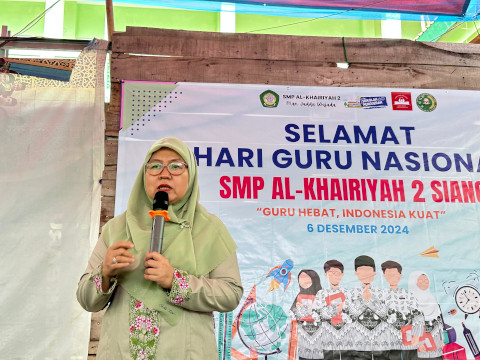 SMP AL-KHAIRIYAH 2
SELAMAT
HARI GURU NASIONA
SMP AL-KHAIRIYAH 2 SIANG
"GURU HEBAT, INDONESIA KUAT"
6 DESEMBER 2024